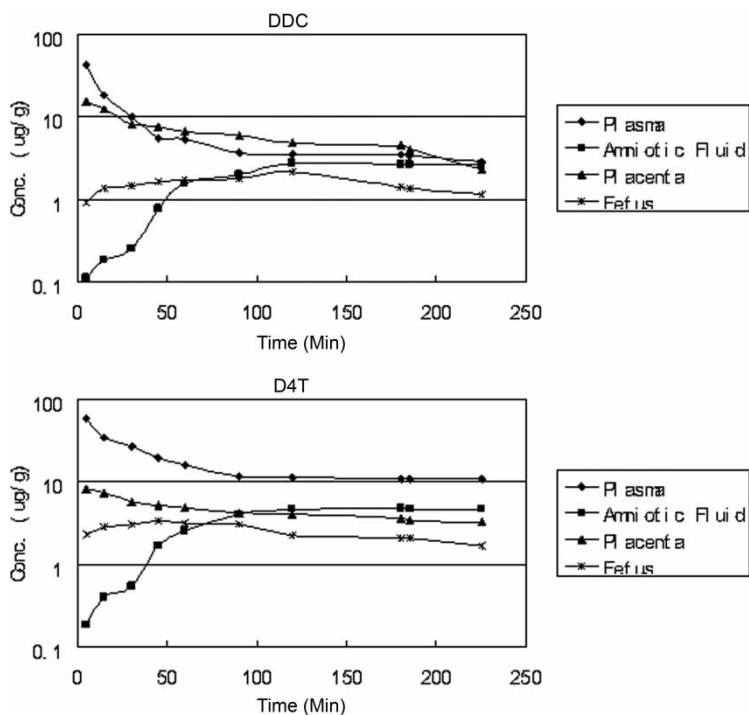 DDC
100
10
1
0.1
Conc. (ug/g)
0
50
100
150
200
250
Time (Min)
Plasma
Amniotic Fluid
Placenta
Fefus
D4T
100
10
1
0.1
Conc. (ug/g)
0
50
100
150
200
250
Time (Min)
Plasma
Amniotic Fluid
Placenta
Fefus